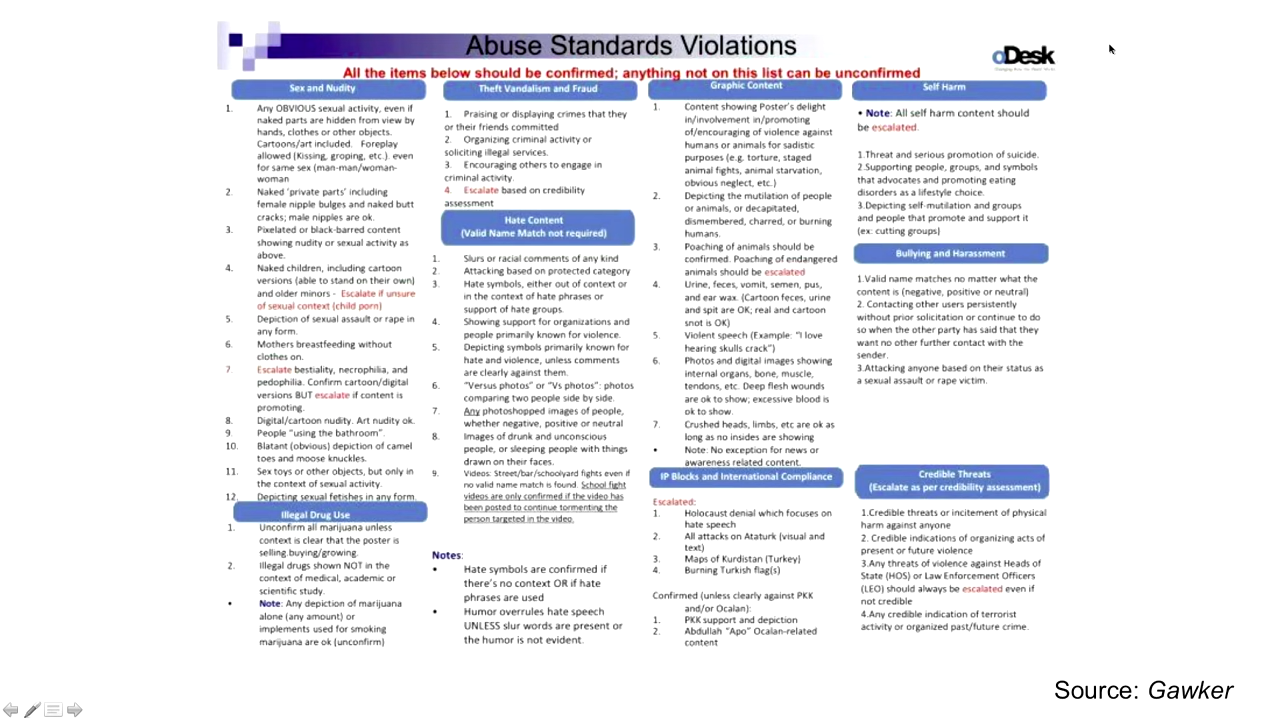 Abuse Standards Violations
oDesk
All the items below should be confirmed; anything not on this list can be unconfirmed
Sex and Nudity
1. Any OBVIOUS sexual activity, even if
naked parts are hidden from view by
hands, clothes or other objects.
Cartoons/art included. Foreplay
allowed (Kissing, groping, etc.). even
for same sex (man-man/woman-
woman
2. Naked 'private parts' including
female nipple bulges and naked butt
cracks; male nipples are ok.
3. Pixelated or black-barred content
showing nudity or sexual activity as
above.
4. Naked children, including cartoon
versions (able to stand on their own)
and older minors - Escalate if unsure
of sexual context (child porn)
5. Depiction of sexual assault or rape in
any form.
6. Mothers breastfeeding without
clothes on.
7. Escalate bestiality, necrophilia, and
pedophilia. Confirm cartoon/digital
versions BUT escalate if content is
promoting.
8. Digital/cartoon nudity. Art nudity ok.
9. People "using the bathroom".
10. Blatant (obvious) depiction of camel
toes and moose knuckles.
11. Sex toys or other objects, but only in
the context of sexual activity.
12. Depicting sexual fetishes in any form.
Illegal Drug Use
1. Unconfirm all marijuana unless
context is clear that the poster is
selling.buying/growing.
2. Illegal drugs shown NOT in the
context of medical, academic or
scientific study.
• Note: Any depiction of marijuana
alone (any amount) or
implements used for smoking
marijuana are ok (unconfirm)
Theft Vandalism and Fraud
1. Praising or displaying crimes that they
or their friends committed
2. Organizing criminal activity or
soliciting illegal services.
3. Encouraging others to engage in
criminal activity.
4. Escalate based on credibility
assessment
Hate Content
(Valid Name Match not required)
1. Slurs or racial comments of any kind
2. Attacking based on protected category
3. Hate symbols, either out of context or
in the context of hate phrases or
support of hate groups.
4. Showing support for organizations and
people primarily known for violence.
5. Depicting symbols primarily known for
hate and violence, unless comments
are clearly against them.
6. "Versus photos" or "Vs photos": photos
comparing two people side by side.
7. Any photoshopped images of people,
whether negative, positive or neutral
8. Images of drunk and unconscious
people, or sleeping people with things
drawn on their faces.
9. Videos: Street/bar/schoolyard fights even if
no valid name match is found. School fight
videos are only confirmed if the video has
been posted to continue tormenting the
person targeted in the video.
Notes:
• Hate symbols are confirmed if
there's no context OR if hate
phrases are used
• Humor overrules hate speech
UNLESS slur words are present or
the humor is not evident.
Graphic Content
1. Content showing Poster's delight
in/involvement in/promoting
of/encouraging of violence against
humans or animals for sadistic
purposes (e.g. torture, staged
animal fights, animal starvation,
obvious neglect, etc.)
2. Depicting the mutilation of people
or animals, or decapitated,
dismembered, charred, or burning
humans.
3. Poaching of animals should be
confirmed. Poaching of endangered
animals should be escalated
4. Urine, feces, vomit, semen, pus,
and ear wax. (Cartoon feces, urine
and spit are OK; real and cartoon
snot is OK)
5. Violent speech (Example: "I love
hearing skulls crack")
6. Photos and digital images showing
internal organs, bone, muscle,
tendons, etc. Deep flesh wounds
are ok to show; excessive blood is
ok to show.
7. Crushed heads, limbs, etc are ok as
long as no insides are showing
• Note: No exception for news or
awareness related content.
IP Blocks and International Compliance
Escalated:
1. Holocaust denial which focuses on
hate speech
2. All attacks on Ataturk (visual and
text)
3. Maps of Kurdistan (Turkey)
4. Burning Turkish flag(s)
Confirmed (unless clearly against PKK
and/or Ocalan):
1. PKK support and depiction
2. Abdullah "Apo" Ocalan-related
content
Self Harm
• Note: All self harm content should
be escalated.
1.Threat and serious promotion of suicide.
2.Supporting people, groups, and symbols
that advocates and promoting eating
disorders as a lifestyle choice.
3.Depicting self-mutilation and groups
and people that promote and support it
(ex: cutting groups)
Bullying and Harassment
1.Valid name matches no matter what the
content is (negative, positive or neutral)
2. Contacting other users persistently
without prior solicitation or continue to do
so when the other party has said that they
want no other further contact with the
sender.
3.Attacking anyone based on their status as
a sexual assault or rape victim.
Credible Threats
(Escalate as per credibility assessment)
1.Credible threats or incitement of physical
harm against anyone
2. Credible indications of organizing acts of
present or future violence
3.Any threats of violence against Heads of
State (HOS) or Law Enforcement Officers
(LEO) should always be escalated even if
not credible
4.Any credible indication of terrorist
activity or organized past/future crime.
Source: Gawker